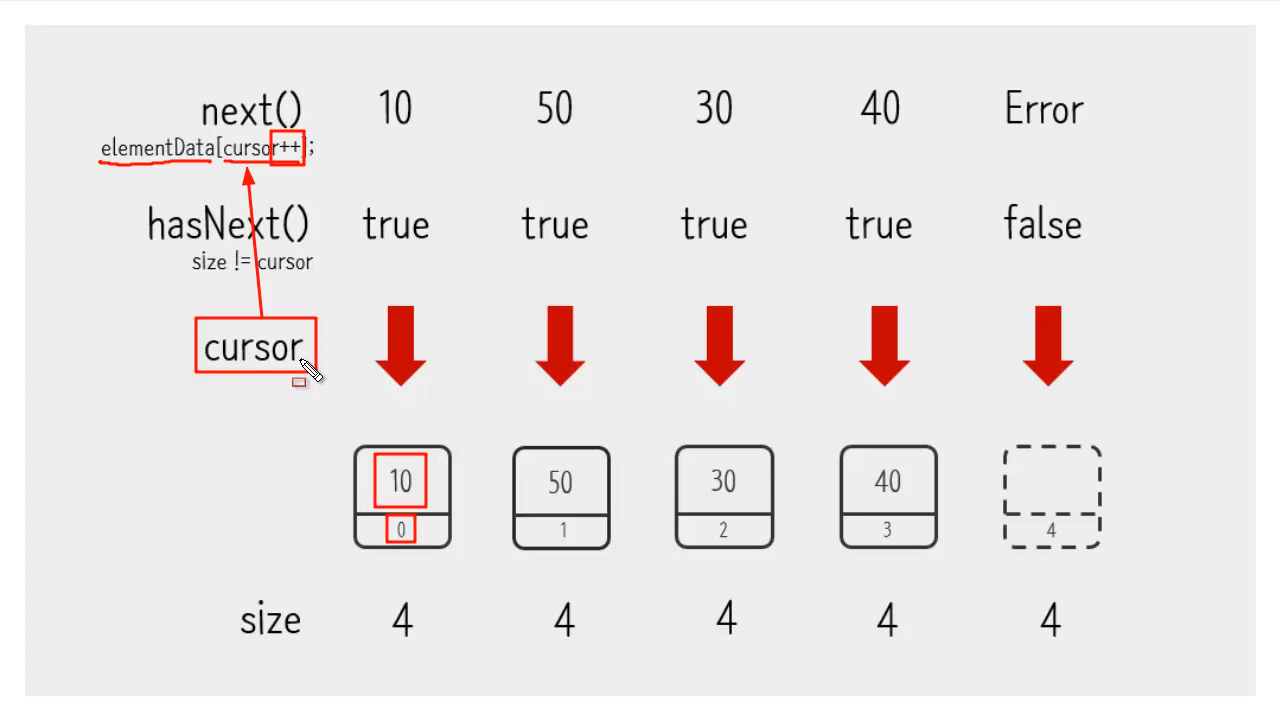 next() 10 50 30 40 Error
elementData[cursor++];
hasNext() true true true true false
size != cursor
cursor
10 50 30 40
0 1 2 3 4
size 4 4 4 4 4